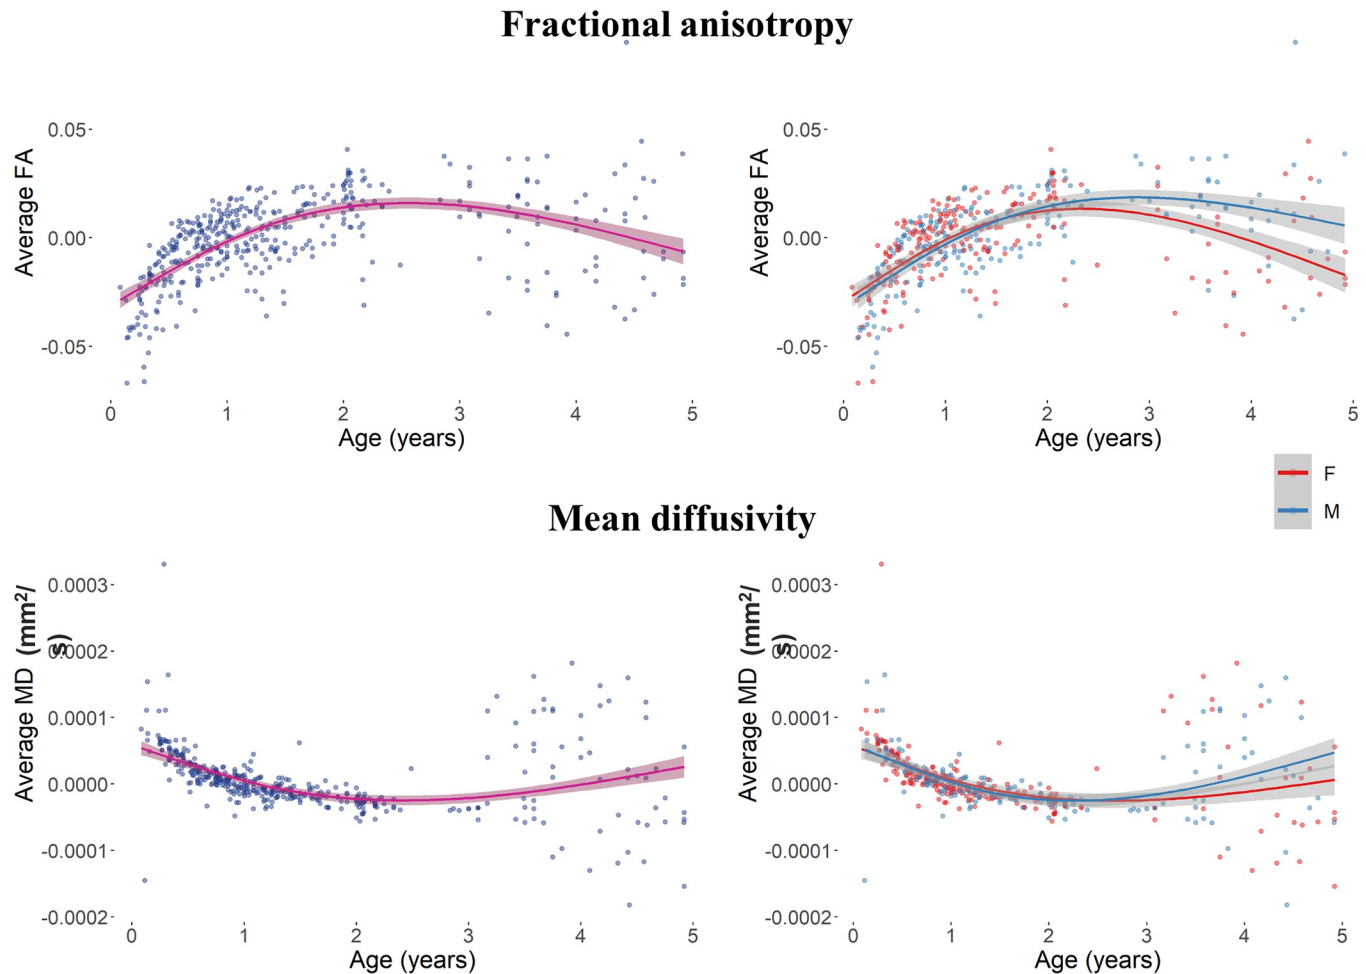 Fractional anisotropy
Average FA
0.05
0.00
-0.05
0 1 2 3 4 5
Age (years)
Average FA
0.05
0.00
-0.05
0 1 2 3 4 5
Age (years)
F
M
Mean diffusivity
Average MD (mm²/
s)
0.0003
0.0002
0.0001
0.0000
-0.0001
-0.0002
0 1 2 3 4 5
Age (years)
Average MD (mm²/
s)
0.0003
0.0002
0.0001
0.0000
-0.0001
-0.0002
0 1 2 3 4 5
Age (years)